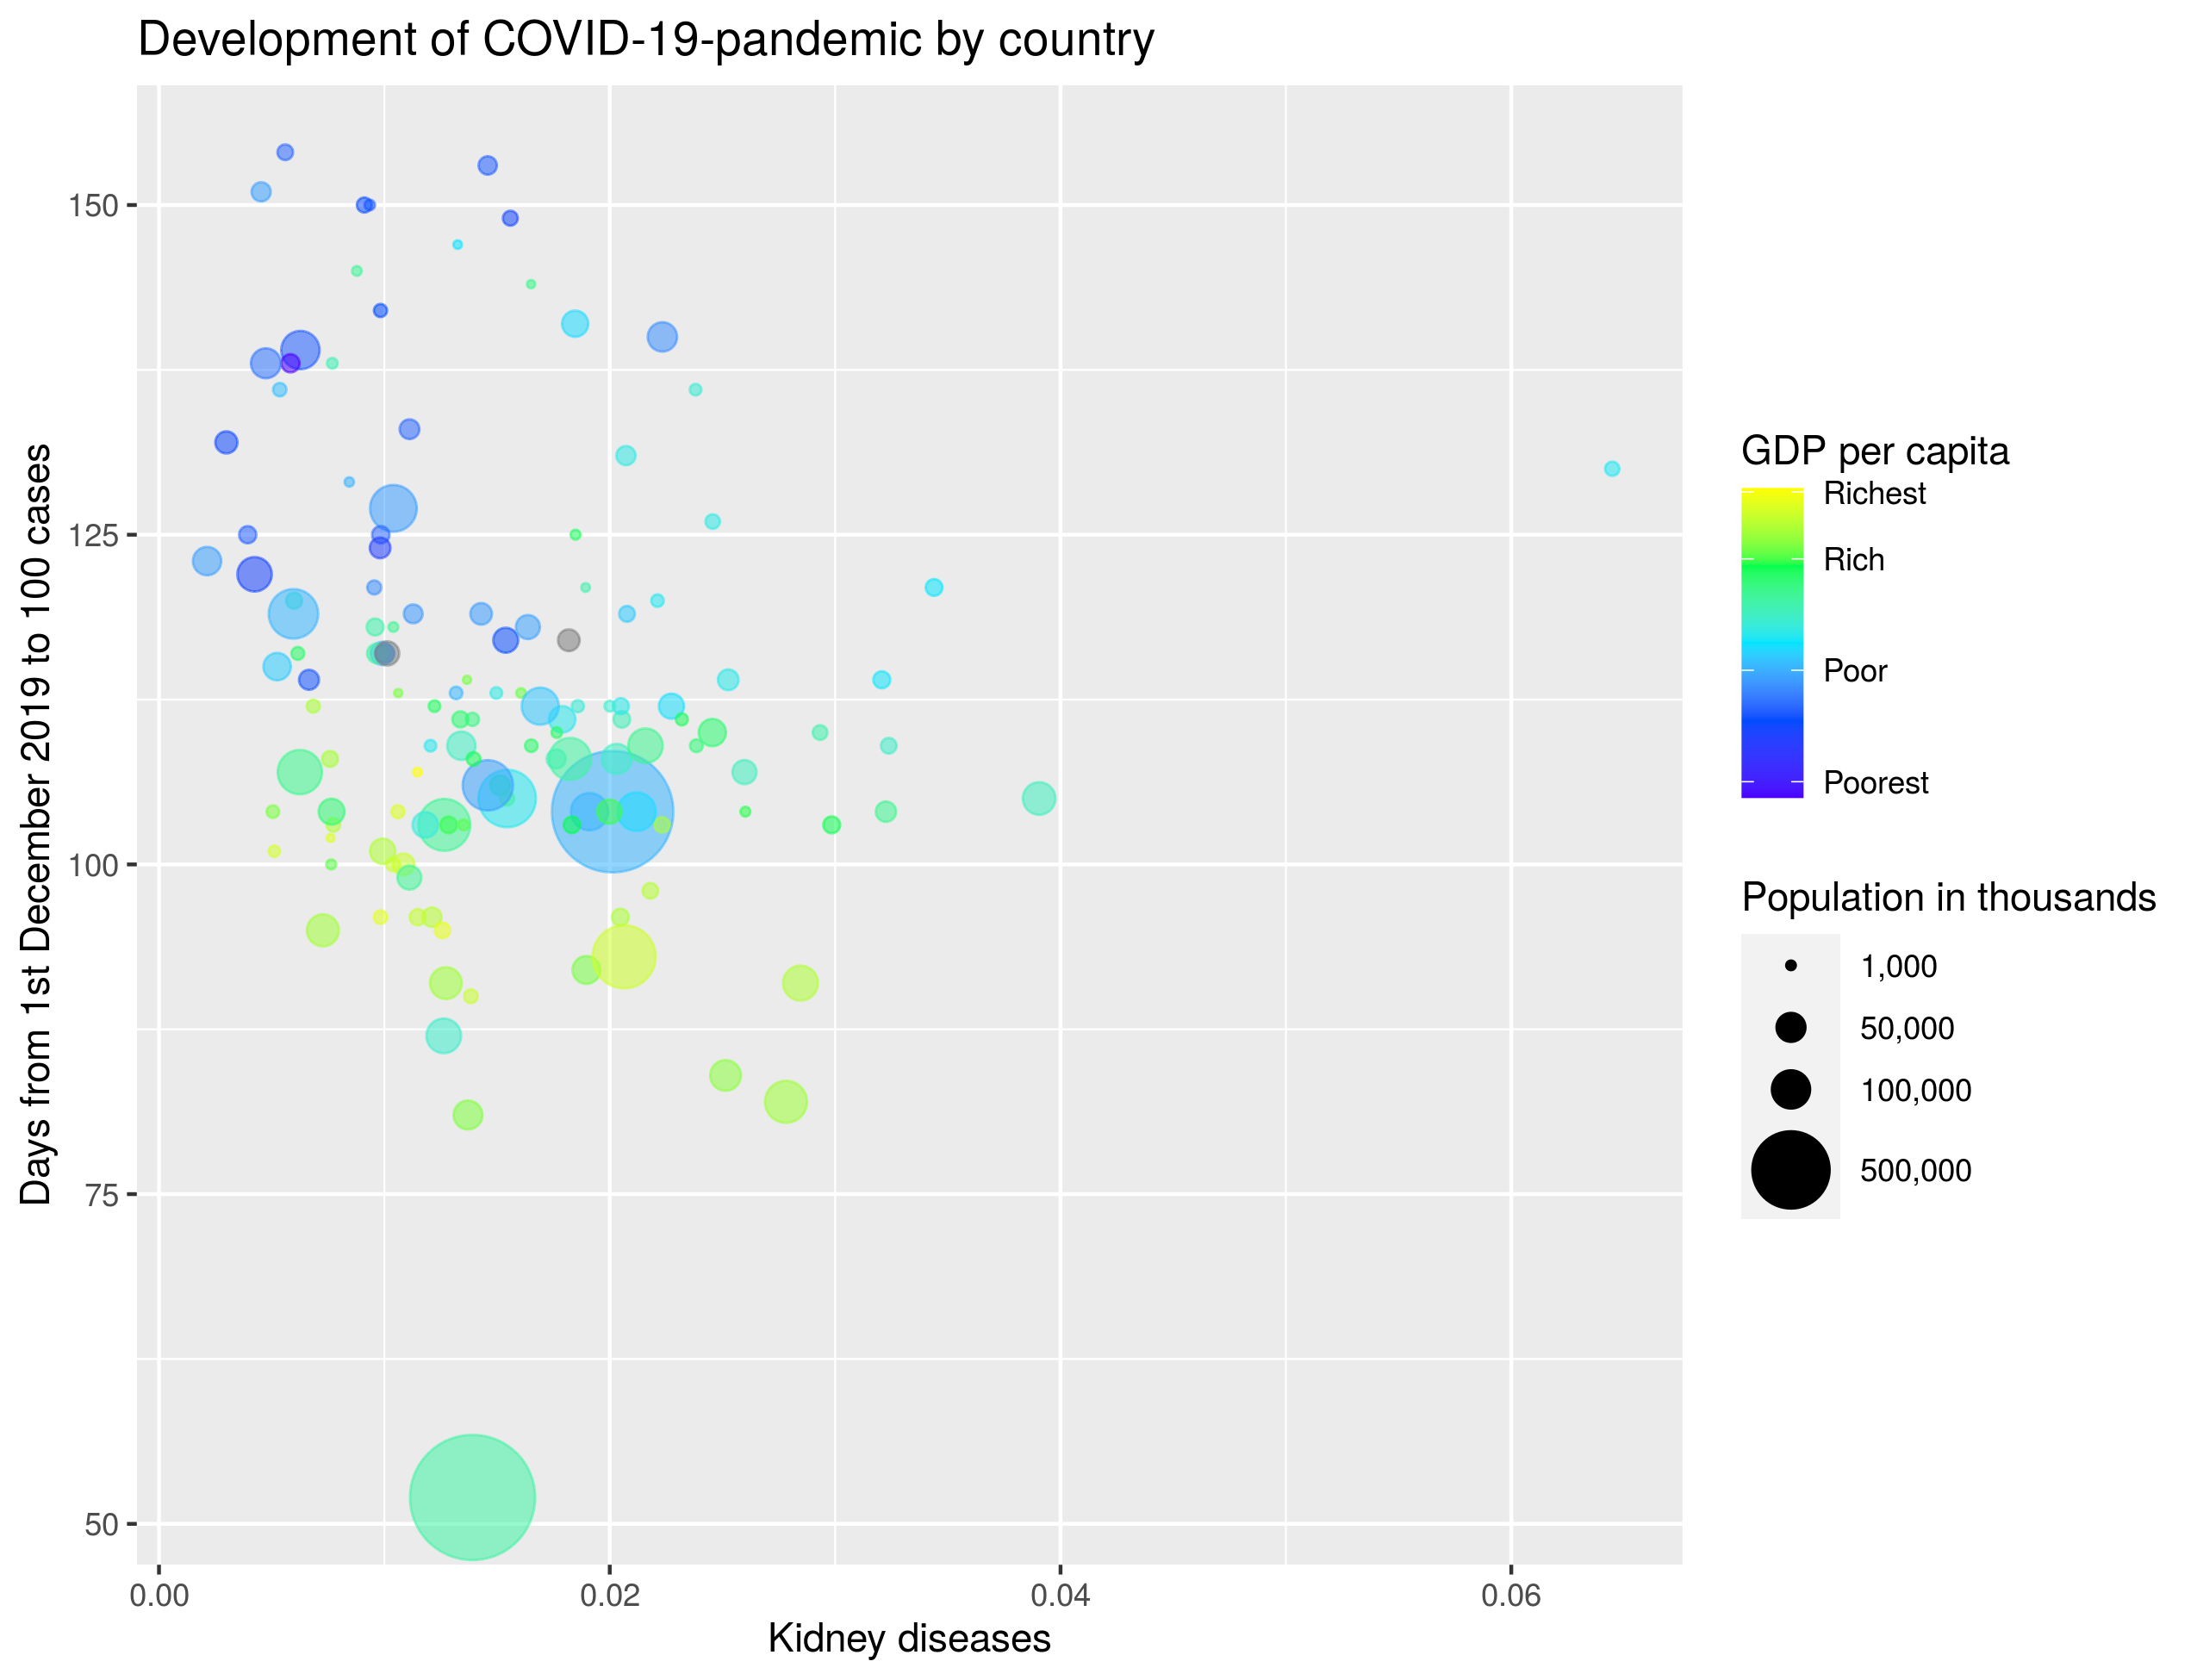 Development of COVID-19-pandemic by country
Days from 1st December 2019 to 100 cases
150
125
100
75
50
0.00
0.02
0.04
0.06
Kidney diseases
GDP per capita
Richest
Rich
Poor
Poorest
Population in thousands
1,000
50,000
100,000
500,000